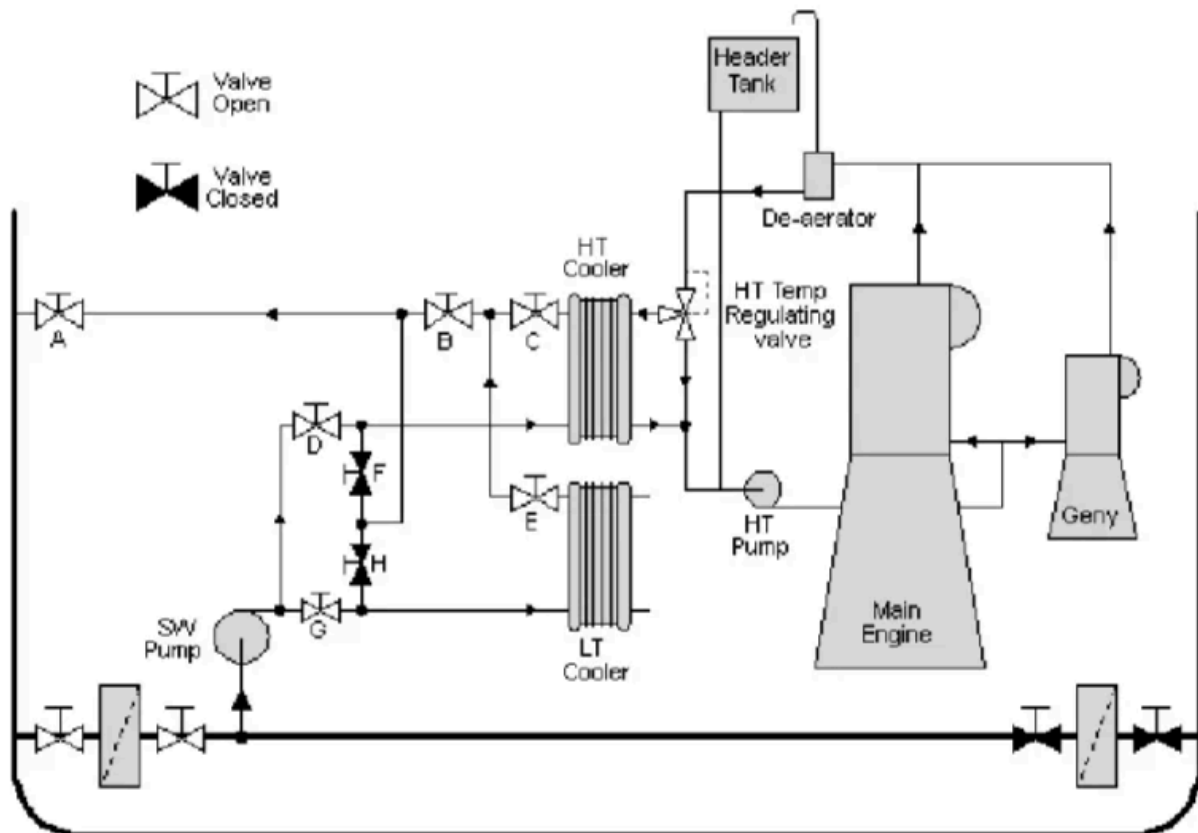 Valve
Open
Valve
Closed
Header
Tank
De-aerator
HT
Cooler
HT Temp
Regulating
valve
A
B
C
D
F
E
H
G
HT
Pump
Geny
SW
Pump
LT
Cooler
Main
Engine